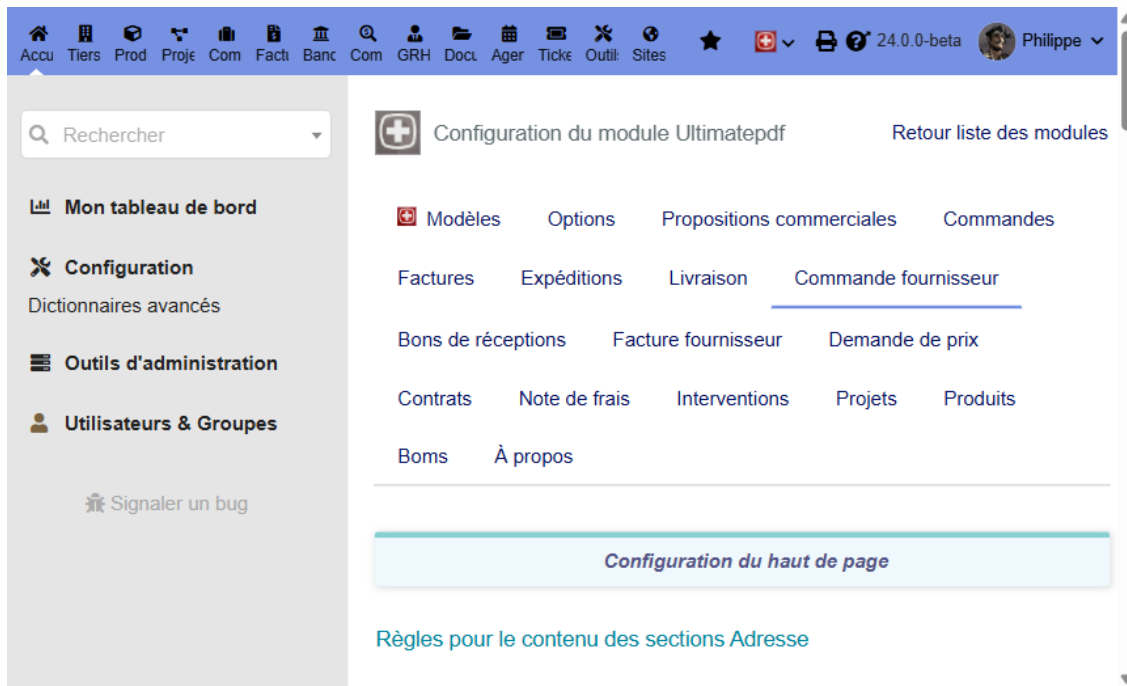 Accu Tiers Prod Proje Com Factu Banc Com GRH Docu Ager Ticke Outil: Sites 24.0.0-beta Philippe
Rechercher
Mon tableau de bord
Configuration
Dictionnaires avancés
Outils d'administration
Utilisateurs & Groupes
Signaler un bug
Configuration du module Ultimatepdf Retour liste des modules
Modèles Options Propositions commerciales Commandes
Factures Expéditions Livraison Commande fournisseur
Bons de réceptions Facture fournisseur Demande de prix
Contrats Note de frais Interventions Projets Produits
Boms À propos
Configuration du haut de page
Règles pour le contenu des sections Adresse